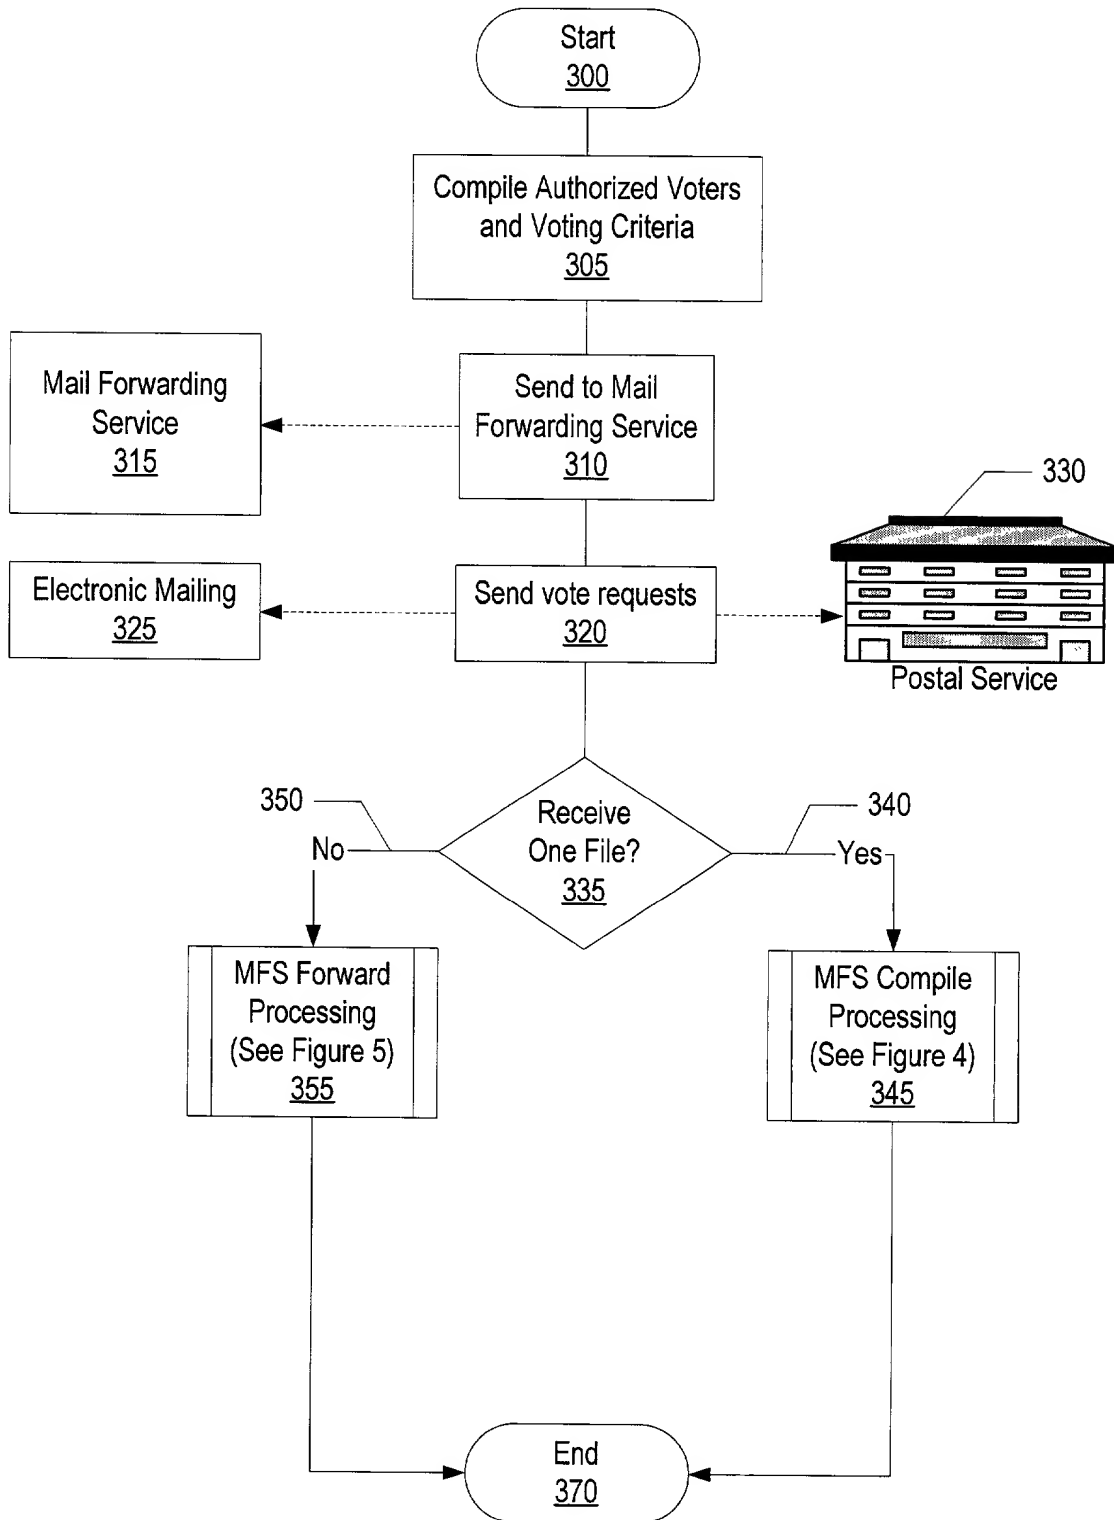 Start
300
Compile Authorized Voters
and Voting Criteria
305
Mail Forwarding
Service
315
Send to Mail
Forwarding Service
310
330
Electronic Mailing
325
Send vote requests
320
Postal Service
350
Receive
One File?
335
340
No
Yes
MFS Forward
Processing
(See Figure 5)
355
MFS Compile
Processing
(See Figure 4)
345
End
370